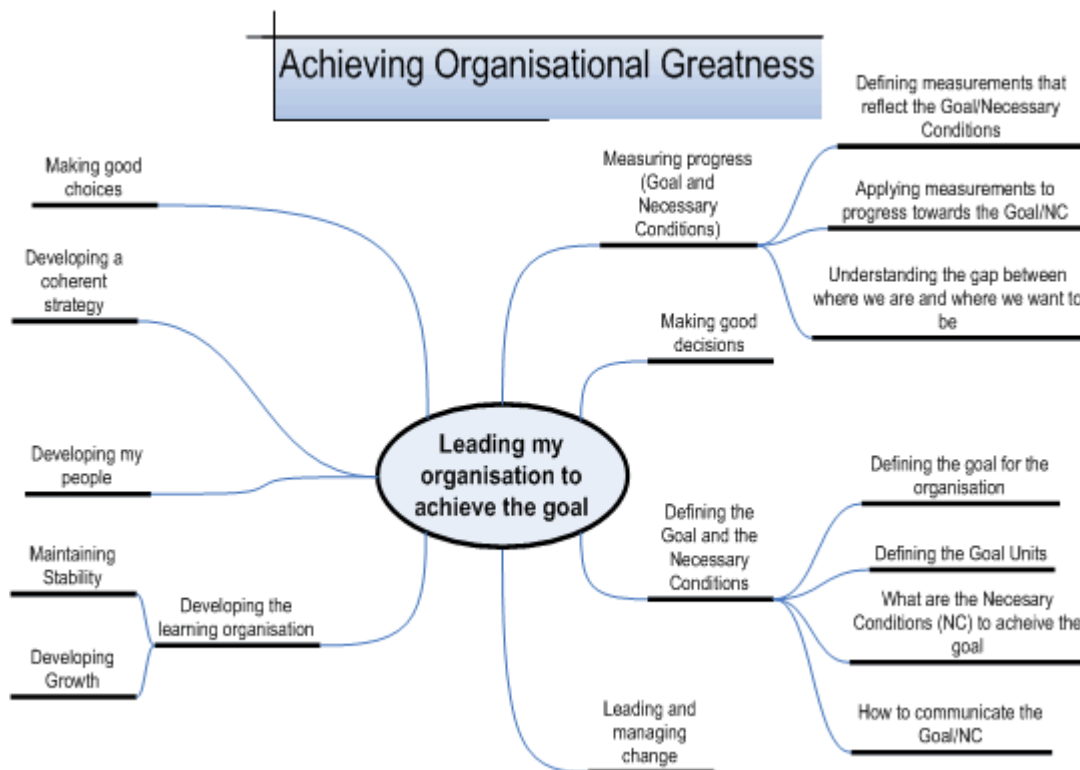 Achieving Organisational Greatness
Making good
choices
Developing a
coherent
strategy
Developing my
people
Maintaining
Stability
Developing
Growth
Developing the
learning organisation
Leading my
organisation to
achieve the goal
Measuring progress
(Goal and
Necessary
Conditions)
Defining measurements that
reflect the Goal/Necessary
Conditions
Applying measurements to
progress towards the Goal/NC
Understanding the gap between
where we are and where we want to
be
Making good
decisions
Defining the
Goal and the
Necessary
Conditions
Defining the goal for the
organisation
Defining the Goal Units
What are the Necesary
Conditions (NC) to acheive the
goal
How to communicate the
Goal/NC
Leading and
managing
change